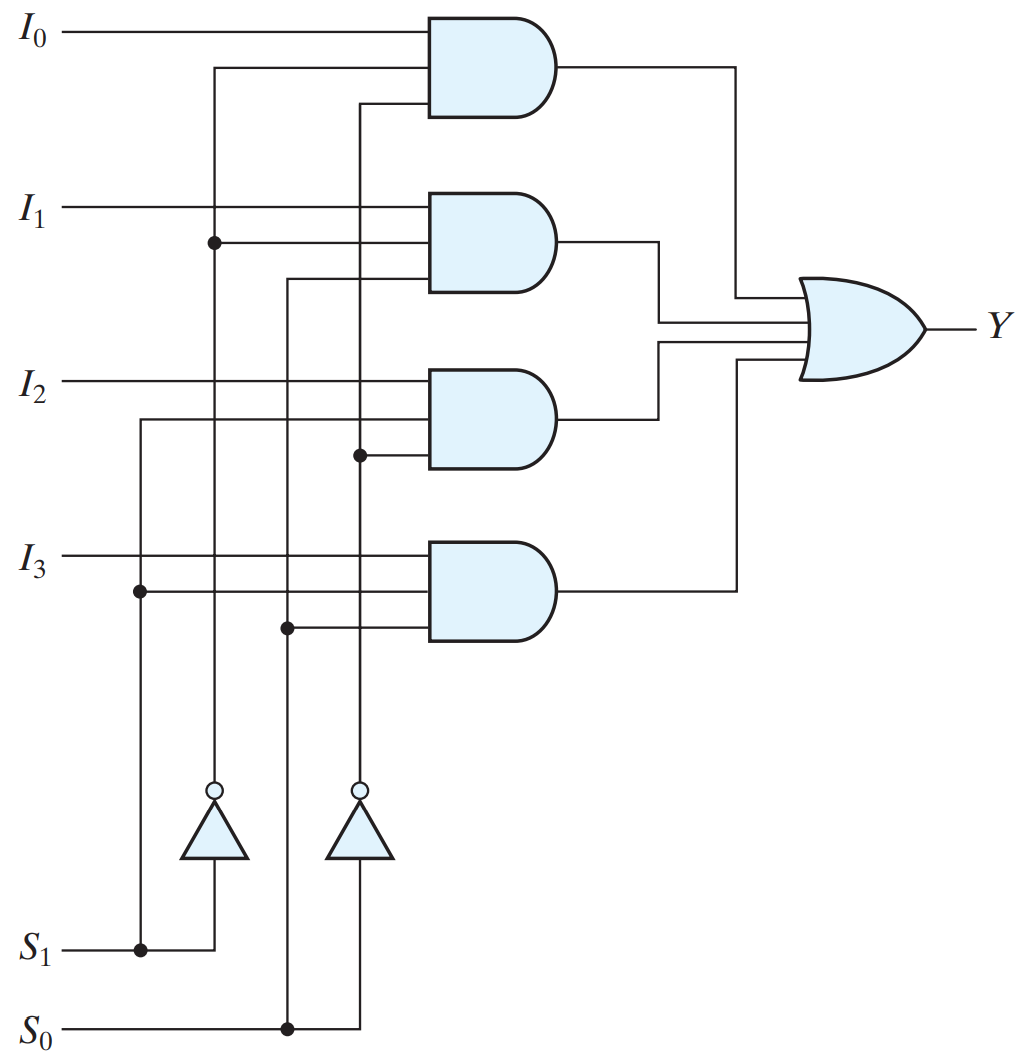 I₀
I₁
I₂
I₃
Y
S₁
S₀